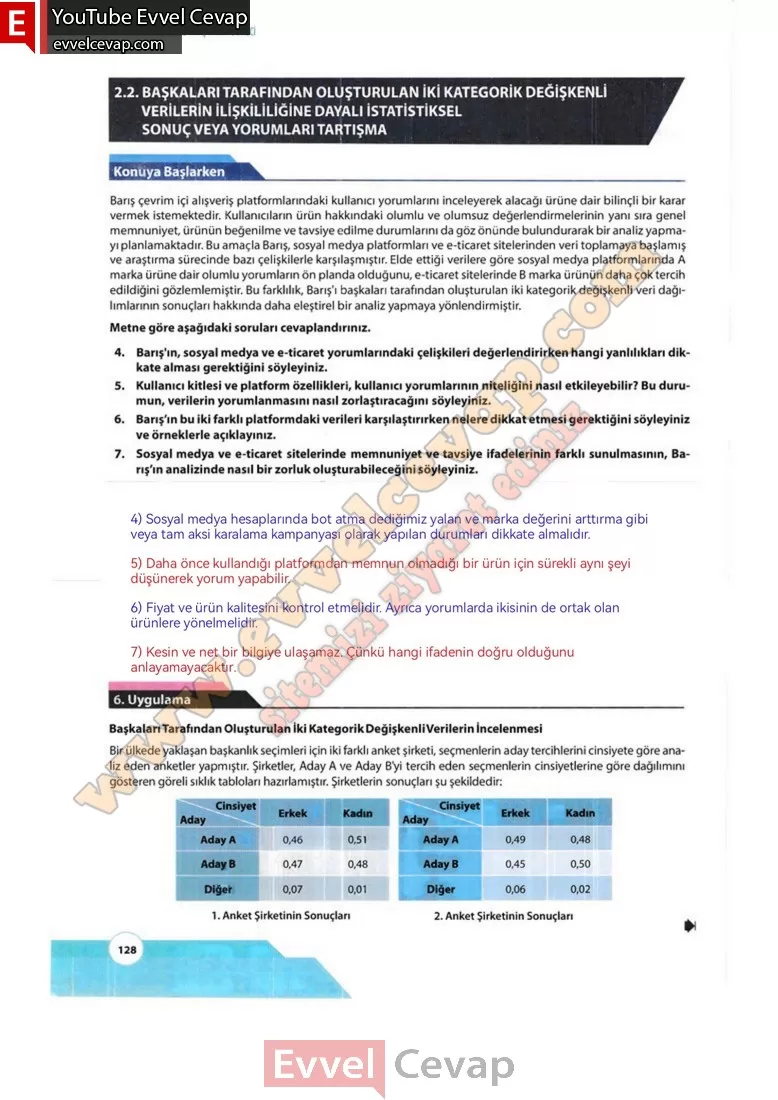 E YouTube Evvel Cevap
evvelcevap.com
2.2. BAŞKALARI TARAFINDAN OLUŞTURULAN İKİ KATEGORİK DEĞİŞKENLİ
VERİLERİN İLİŞKİLİLİĞİNE DAYALI İSTATİSTİKSEL
SONUÇ VEYA YORUMLARI TARTIŞMA
Konuya Başlarken
Barış çevrim içi alışveriş platformlarındaki kullanıcı yorumlarını inceleyerek alacağı ürüne dair bilinçli bir karar
vermek istemektedir. Kullanıcıların ürün hakkındaki olumlu ve olumsuz değerlendirmelerinin yanı sıra genel
memnuniyet, ürünün beğenilme ve tavsiye edilme durumlarını da göz önünde bulundurarak bir analiz yapma-
yı planlamaktadır. Bu amaçla Barış, sosyal medya platformları ve e-ticaret sitelerinden veri toplamaya başlamış
ve araştırma sürecinde bazı çelişkilerle karşılaşmıştır. Elde ettiği verilere göre sosyal medya platformlarında A
marka ürüne dair olumlu yorumların ön planda olduğunu, e-ticaret sitelerinde B marka ürünün daha çok tercih
edildiğini gözlemlemiştir. Bu farklılık, Barış'ı başkaları tarafından oluşturulan iki kategorik değişkenli veri dağı-
lımlarının sonuçları hakkında daha eleştirel bir analiz yapmaya yönlendirmiştir.
Metne göre aşağıdaki soruları cevaplandırınız.
4. Barış'ın, sosyal medya ve e-ticaret yorumlarındaki çelişkileri değerlendirirken hangi yanlılıkları dik-
kate alması gerektiğini söyleyiniz.
5. Kullanıcı kitlesi ve platform özellikleri, kullanıcı yorumlarının niteliğini nasıl etkileyebilir? Bu duru-
mun, verilerin yorumlanmasını nasıl zorlaştıracağını söyleyiniz.
6. Barış'ın bu iki farklı platformdaki verileri karşılaştırırken nelere dikkat etmesi gerektiğini söyleyiniz
ve örneklerle açıklayınız.
7. Sosyal medya ve e-ticaret sitelerinde memnuniyet ve tavsiye ifadelerinin farklı sunulmasının, Ba-
rış'ın analizinde nasıl bir zorluk oluşturabileceğini söyleyiniz.
4) Sosyal medya hesaplarında bot atma dediğimiz yalan ve marka değerini arttırma gibi
veya tam aksi karalama kampanyası olarak yapılan durumları dikkate almalıdır.
5) Daha önce kullandığı platformdan memnun olmadığı bir ürün için sürekli aynı şeyi
düşünerek yorum yapabilir.
6) Fiyat ve ürün kalitesini kontrol etmelidir. Ayrıca yorumlarda ikisinin de ortak olan
ürünlere yönelmelidir.
7) Kesin ve net bir bilgiye ulaşamaz. Çünkü hangi ifadenin doğru olduğunu
anlayamayacaktır.
www.evvelcevap.com
sitemizi ziyaret ediniz
6. Uygulama
Başkaları Tarafından Oluşturulan İki Kategorik Değişkenli Verilerin İncelenmesi
Bir ülkede yaklaşan başkanlık seçimleri için iki farklı anket şirketi, seçmenlerin aday tercihlerini cinsiyete göre ana-
liz eden anketler yapmıştır. Şirketler, Aday A ve Aday B'yi tercih eden seçmenlerin cinsiyetlerine göre dağılımını
gösteren göreli sıklık tabloları hazırlamıştır. Şirketlerin sonuçları şu şekildedir:
Cinsiyet Aday Erkek Kadın
Aday A 0,46 0,51
Aday B 0,47 0,48
Diğer 0,07 0,01
1. Anket Şirketinin Sonuçları
Cinsiyet Aday Erkek Kadın
Aday A 0,49 0,48
Aday B 0,45 0,50
Diğer 0,06 0,02
2. Anket Şirketinin Sonuçları
128
Evvel Cevap